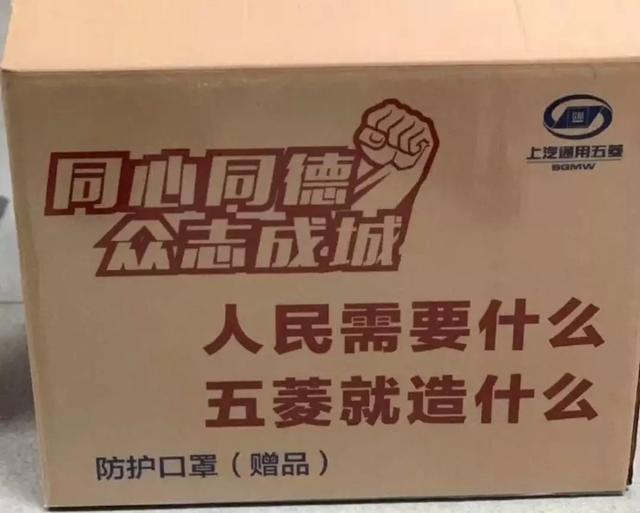 同心同德
众志成城
上汽通用五菱
SGMW
人民需要什么
五菱就造什么
防护口罩（赠品）